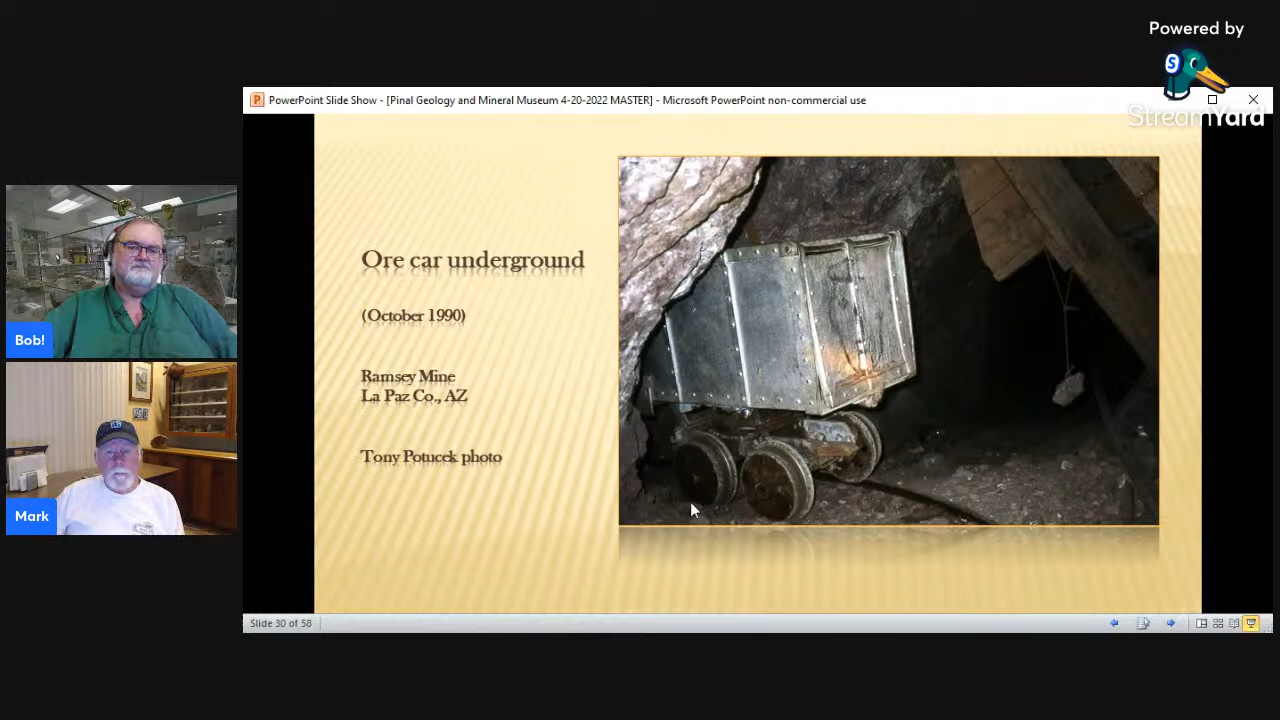 Powered by
S
StreamYard
P
PowerPoint Slide Show - [Pinal Geology and Mineral Museum 4-20-2022 MASTER] - Microsoft PowerPoint non-commercial use
Ore car underground
(October 1990)
Ramsey Mine
La Paz Co., AZ
Tony Potucek photo
Bob!
Mark
Slide 30 of 58